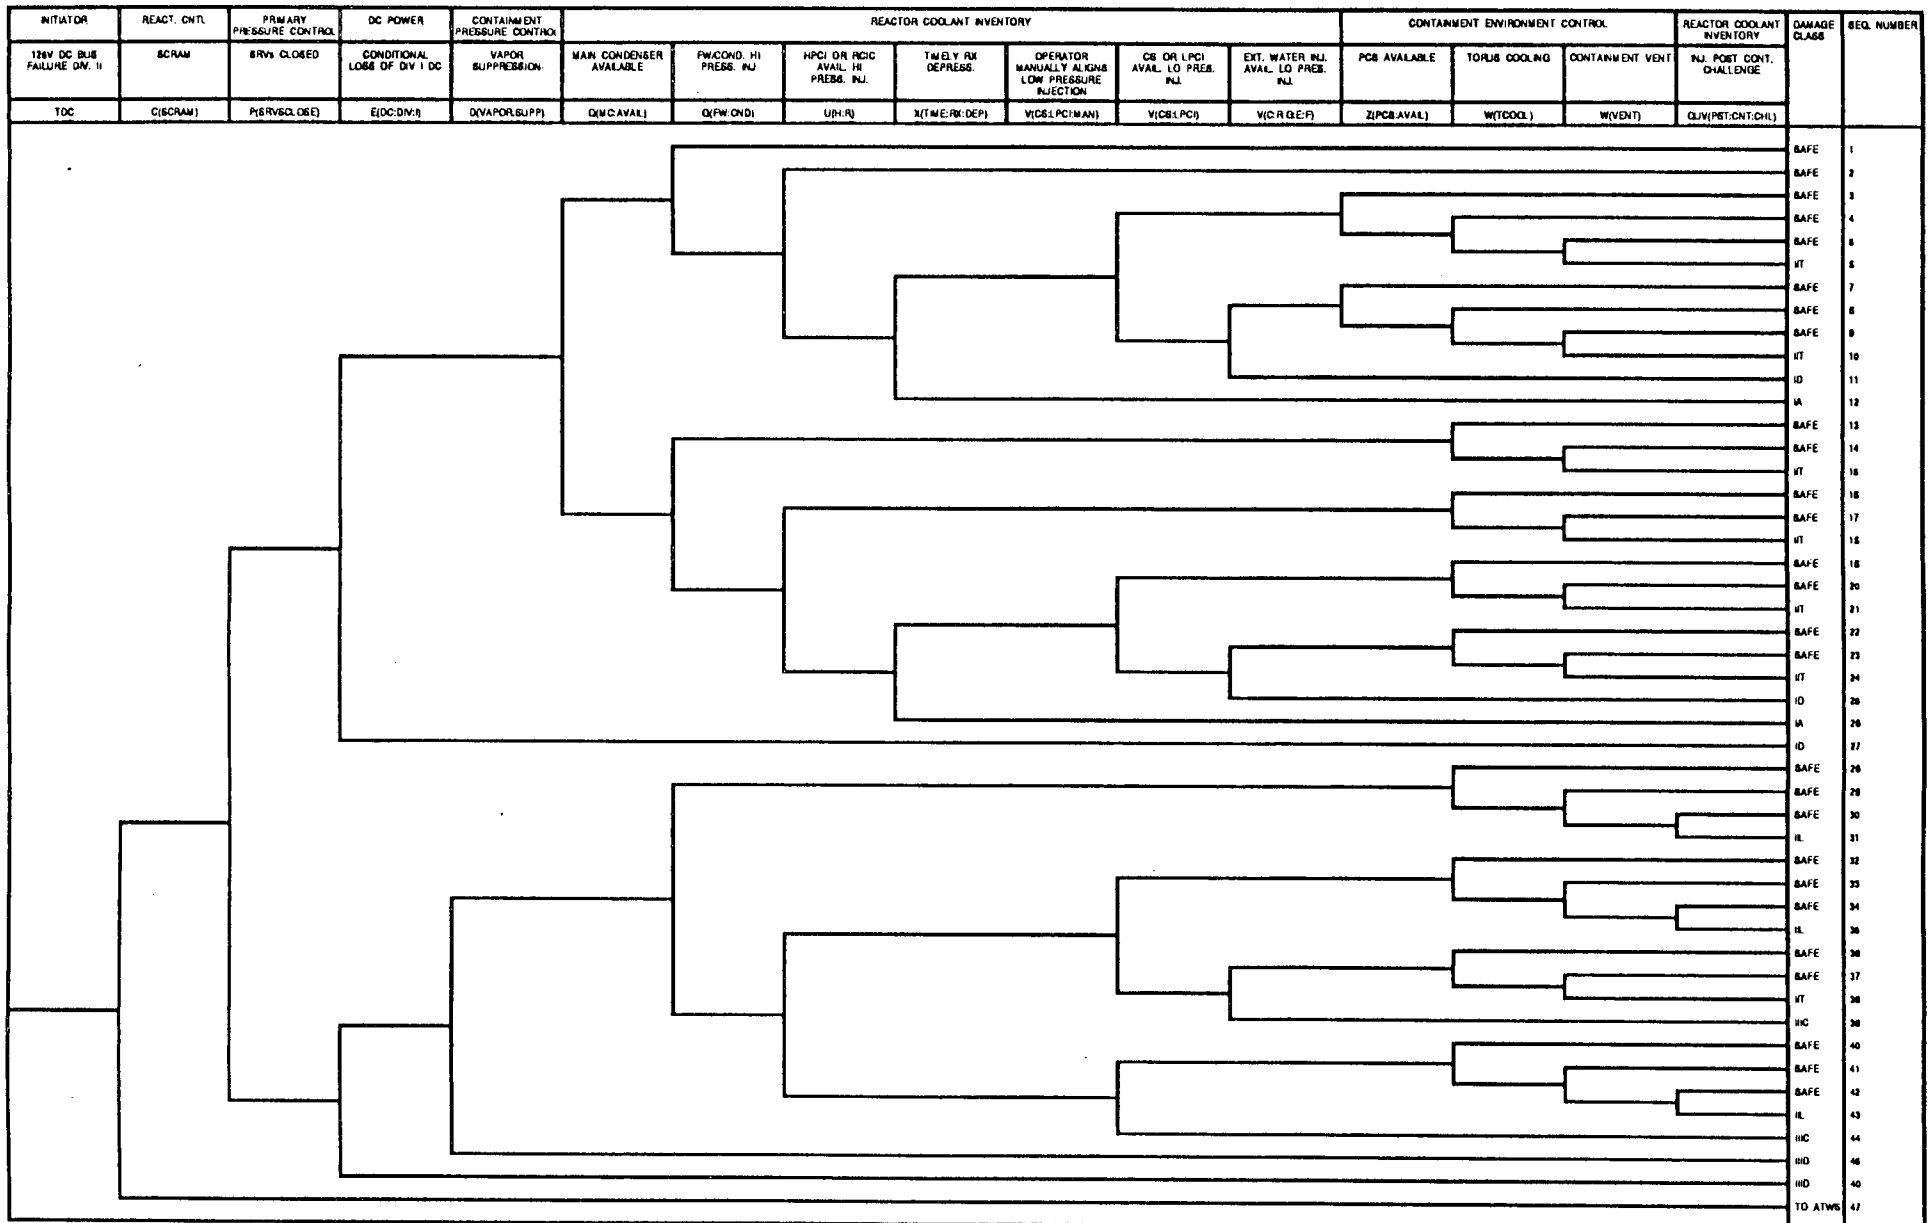 INITIATOR
REACT. CNTL
PRIMARY
PRESSURE CONTROL
DC POWER
CONTAINMENT
PRESSURE CONTROL
REACTOR COOLANT INVENTORY
CONTAINMENT ENVIRONMENT CONTROL
REACTOR COOLANT
INVENTORY
DAMAGE
CLASS
SEQ. NUMBER
125V DC BUS
FAILURE DIV. II
SCRAM
SRVs CLOSED
CONDITIONAL
LOSS OF DIV I DC
VAPOR
SUPPRESSION
MAIN CONDENSER
AVAILABLE
FW/COND. HI
PRESS. INJ
HPCI OR RCIC
AVAIL. HI
PRESS. INJ.
TIMELY RX
DEPRESS.
OPERATOR
MANUALLY ALIGNS
LOW PRESSURE
INJECTION
CS OR LPCI
AVAIL. LO PRES.
INJ.
EXT. WATER INJ.
AVAIL. LO PRES.
INJ.
PCS AVAILABLE
TORUS COOLING
CONTAINMENT VENT
INJ. POST CONT.
CHALLENGE
TDC
C(SCRAM)
P(SRVSCLOSE)
E(DC:DIV:I)
D(VAPOR:SUPP)
Q(MC:AVAIL)
Q(FW:CND)
U(H:R)
X(TIME:RX:DEP)
V(CS:LPCI:MAN)
V(CS:LPCI)
V(C:R:Q:E:F)
Z(PCS:AVAIL)
W(TCOOL)
W(VENT)
QUV(PST:CNT:CHL)
SAFE 1
SAFE 2
SAFE 3
SAFE 4
SAFE 5
IIT 6
SAFE 7
SAFE 8
SAFE 9
IIT 10
ID 11
IA 12
SAFE 13
SAFE 14
IIT 15
SAFE 16
SAFE 17
IIT 18
SAFE 19
SAFE 20
IIT 21
SAFE 22
SAFE 23
IIT 24
ID 25
IA 26
ID 27
SAFE 28
SAFE 29
SAFE 30
IIL 31
SAFE 32
SAFE 33
SAFE 34
IIL 35
SAFE 36
SAFE 37
IIT 38
IIIC 39
SAFE 40
SAFE 41
SAFE 42
IIL 43
IIIC 44
IIID 45
IIID 46
TO ATWS 47